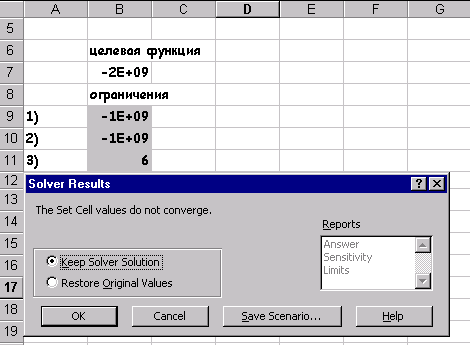 A B C D E F G
5
6 целевая функция
7 -2E+09
8 ограничения
9 1) -1E+09
10 2) -1E+09
11 3) 6
12
13
14
15
16
17
18
19
Solver Results
The Set Cell values do not converge.
Reports
Answer
Sensitivity
Limits
Keep Solver Solution
Restore Original Values
OK Cancel Save Scenario... Help